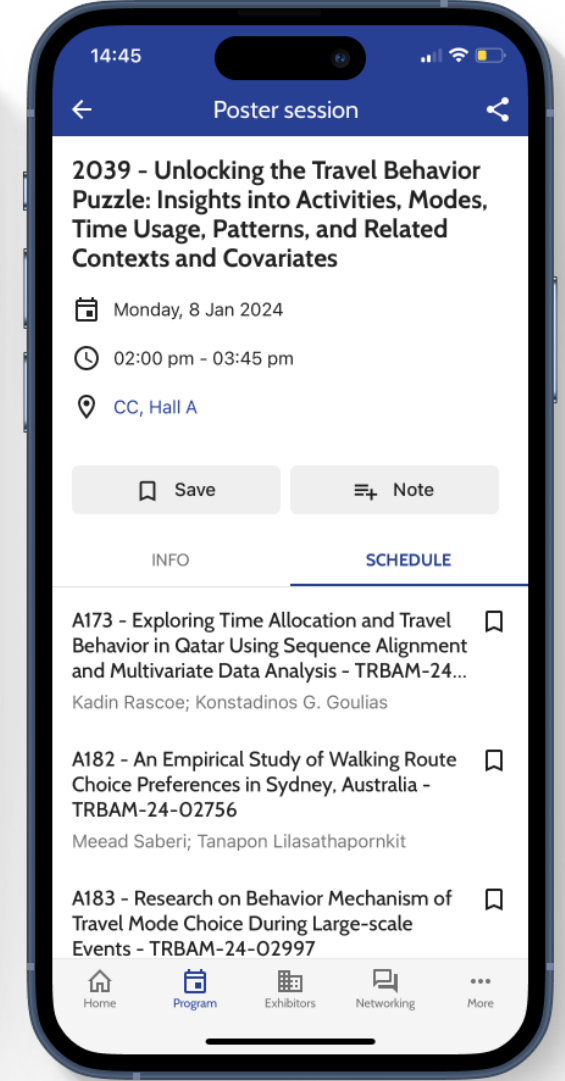 14:45
Poster session
2039 - Unlocking the Travel Behavior
Puzzle: Insights into Activities, Modes,
Time Usage, Patterns, and Related
Contexts and Covariates
Monday, 8 Jan 2024
02:00 pm - 03:45 pm
CC, Hall A
Save Note
INFO SCHEDULE
A173 - Exploring Time Allocation and Travel
Behavior in Qatar Using Sequence Alignment
and Multivariate Data Analysis - TRBAM-24...
Kadin Rascoe; Konstadinos G. Goulias
A182 - An Empirical Study of Walking Route
Choice Preferences in Sydney, Australia -
TRBAM-24-02756
Meead Saberi; Tanapon Lilasathapornkit
A183 - Research on Behavior Mechanism of
Travel Mode Choice During Large-scale
Events - TRBAM-24-02997
Home Program Exhibitors Networking More